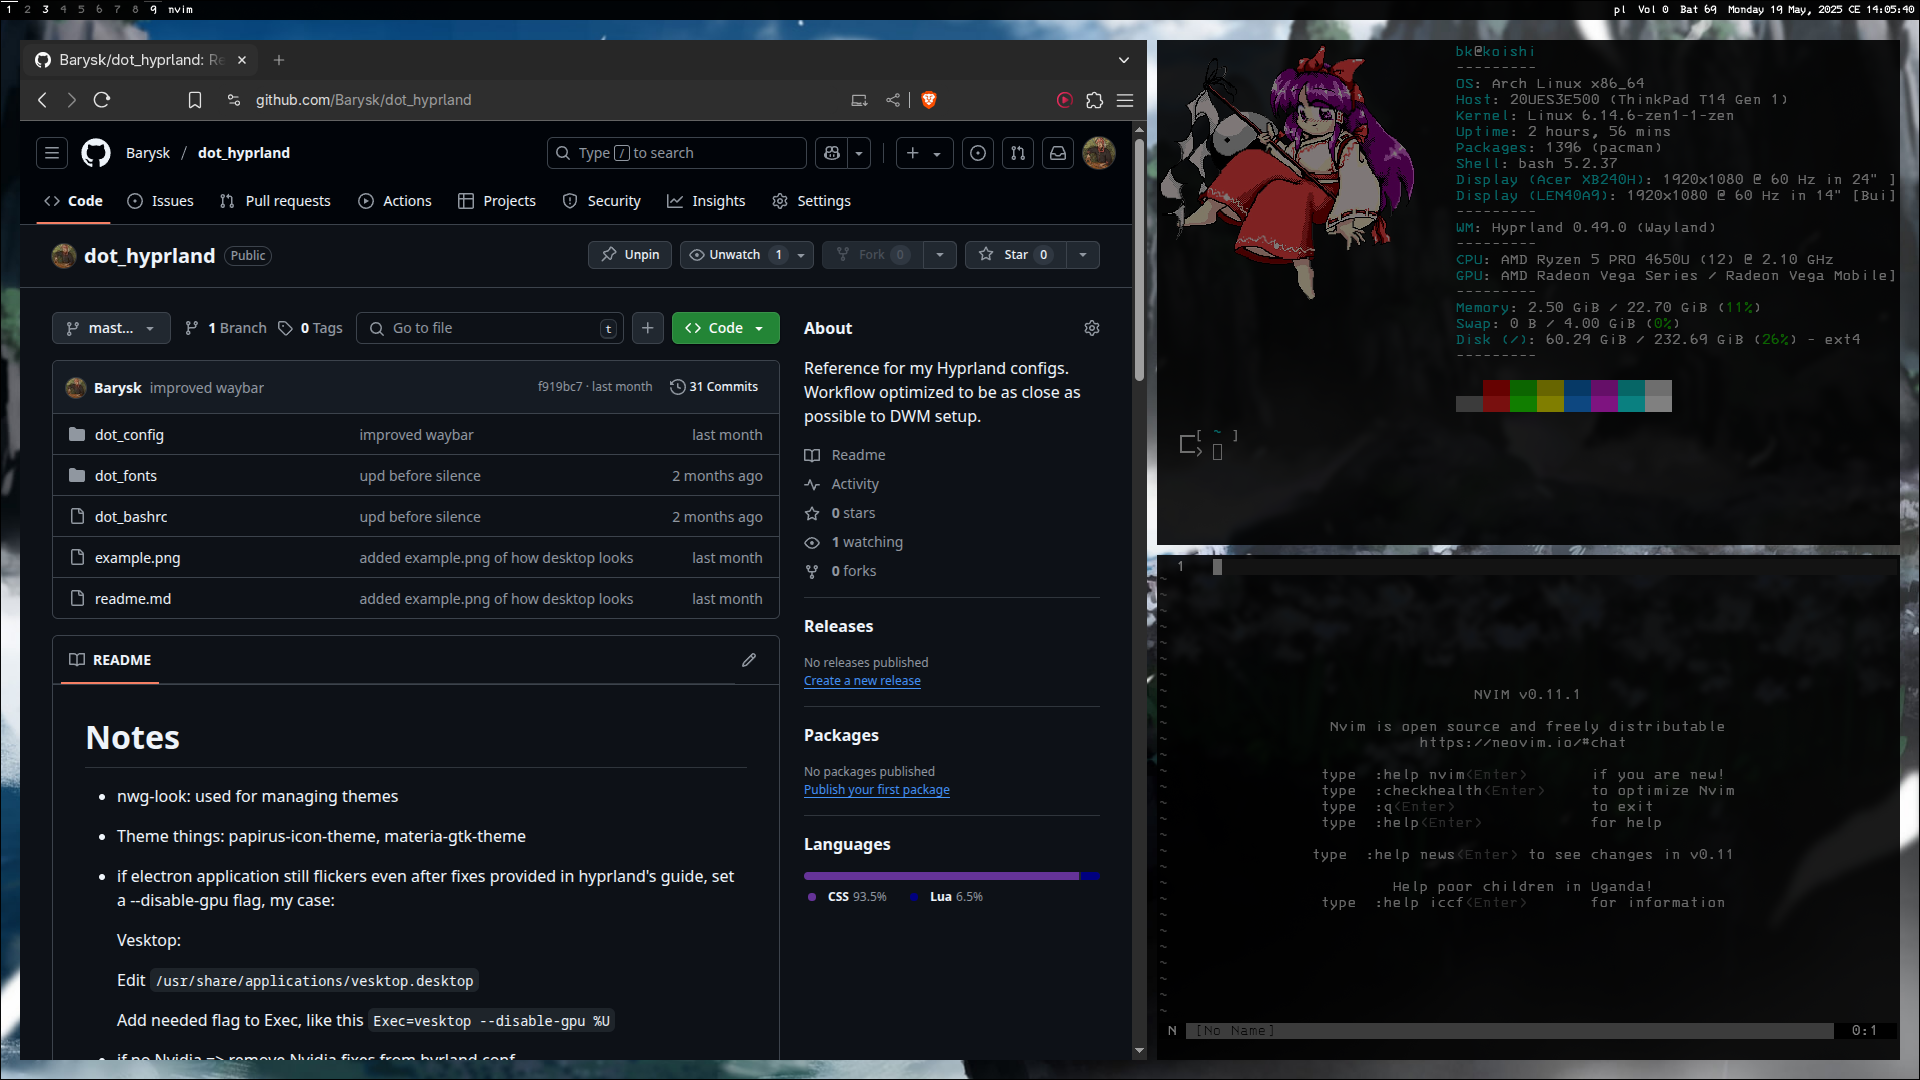 1 2 3 4 5 6 7 8 9 nvim
pl Vol 0 Bat 69 Monday 19 May, 2025 CE 14:05:40
Barysk/dot_hyprland: Re
github.com/Barysk/dot_hyprland
Barysk / dot_hyprland
Type / to search
Code Issues Pull requests Actions Projects Security Insights Settings
dot_hyprland Public
Unpin Unwatch 1 Fork 0 Star 0
mast... 1 Branch 0 Tags Go to file t Code
Barysk improved waybar f919bc7 · last month 31 Commits
dot_config improved waybar last month
dot_fonts upd before silence 2 months ago
dot_bashrc upd before silence 2 months ago
example.png added example.png of how desktop looks last month
readme.md added example.png of how desktop looks last month
README
Notes
• nwg-look: used for managing themes
• Theme things: papirus-icon-theme, materia-gtk-theme
• if electron application still flickers even after fixes provided in hyprland's guide, set
a --disable-gpu flag, my case:
Vesktop:
Edit /usr/share/applications/vesktop.desktop
Add needed flag to Exec, like this Exec=vesktop --disable-gpu %U
• if no Nvidia => remove Nvidia fixes from hyrland.conf
About
Reference for my Hyprland configs.
Workflow optimized to be as close as
possible to DWM setup.
Readme
Activity
0 stars
1 watching
0 forks
Releases
No releases published
Create a new release
Packages
No packages published
Publish your first package
Languages
CSS 93.5% Lua 6.5%
bk@koishi
---------
OS: Arch Linux x86_64
Host: 20UES3E500 (ThinkPad T14 Gen 1)
Kernel: Linux 6.14.6-zen1-1-zen
Uptime: 2 hours, 56 mins
Packages: 1396 (pacman)
Shell: bash 5.2.37
Display (Acer XB240H): 1920x1080 @ 60 Hz in 24" ]
Display (LEN40A9): 1920x1080 @ 60 Hz in 14" [Bui]
---------
WM: Hyprland 0.49.0 (Wayland)
---------
CPU: AMD Ryzen 5 PRO 4650U (12) @ 2.10 GHz
GPU: AMD Radeon Vega Series / Radeon Vega Mobile]
---------
Memory: 2.50 GiB / 22.70 GiB (11%)
Swap: 0 B / 4.00 GiB (0%)
Disk (/): 60.29 GiB / 232.69 GiB (26%) - ext4
---------
[ ~ ]
>
1
NVIM v0.11.1
Nvim is open source and freely distributable
https://neovim.io/#chat
type :help nvim<Enter> if you are new!
type :checkhealth<Enter> to optimize Nvim
type :q<Enter> to exit
type :help<Enter> for help
type :help news<Enter> to see changes in v0.11
Help poor children in Uganda!
type :help iccf<Enter> for information
N [No Name] 0:1